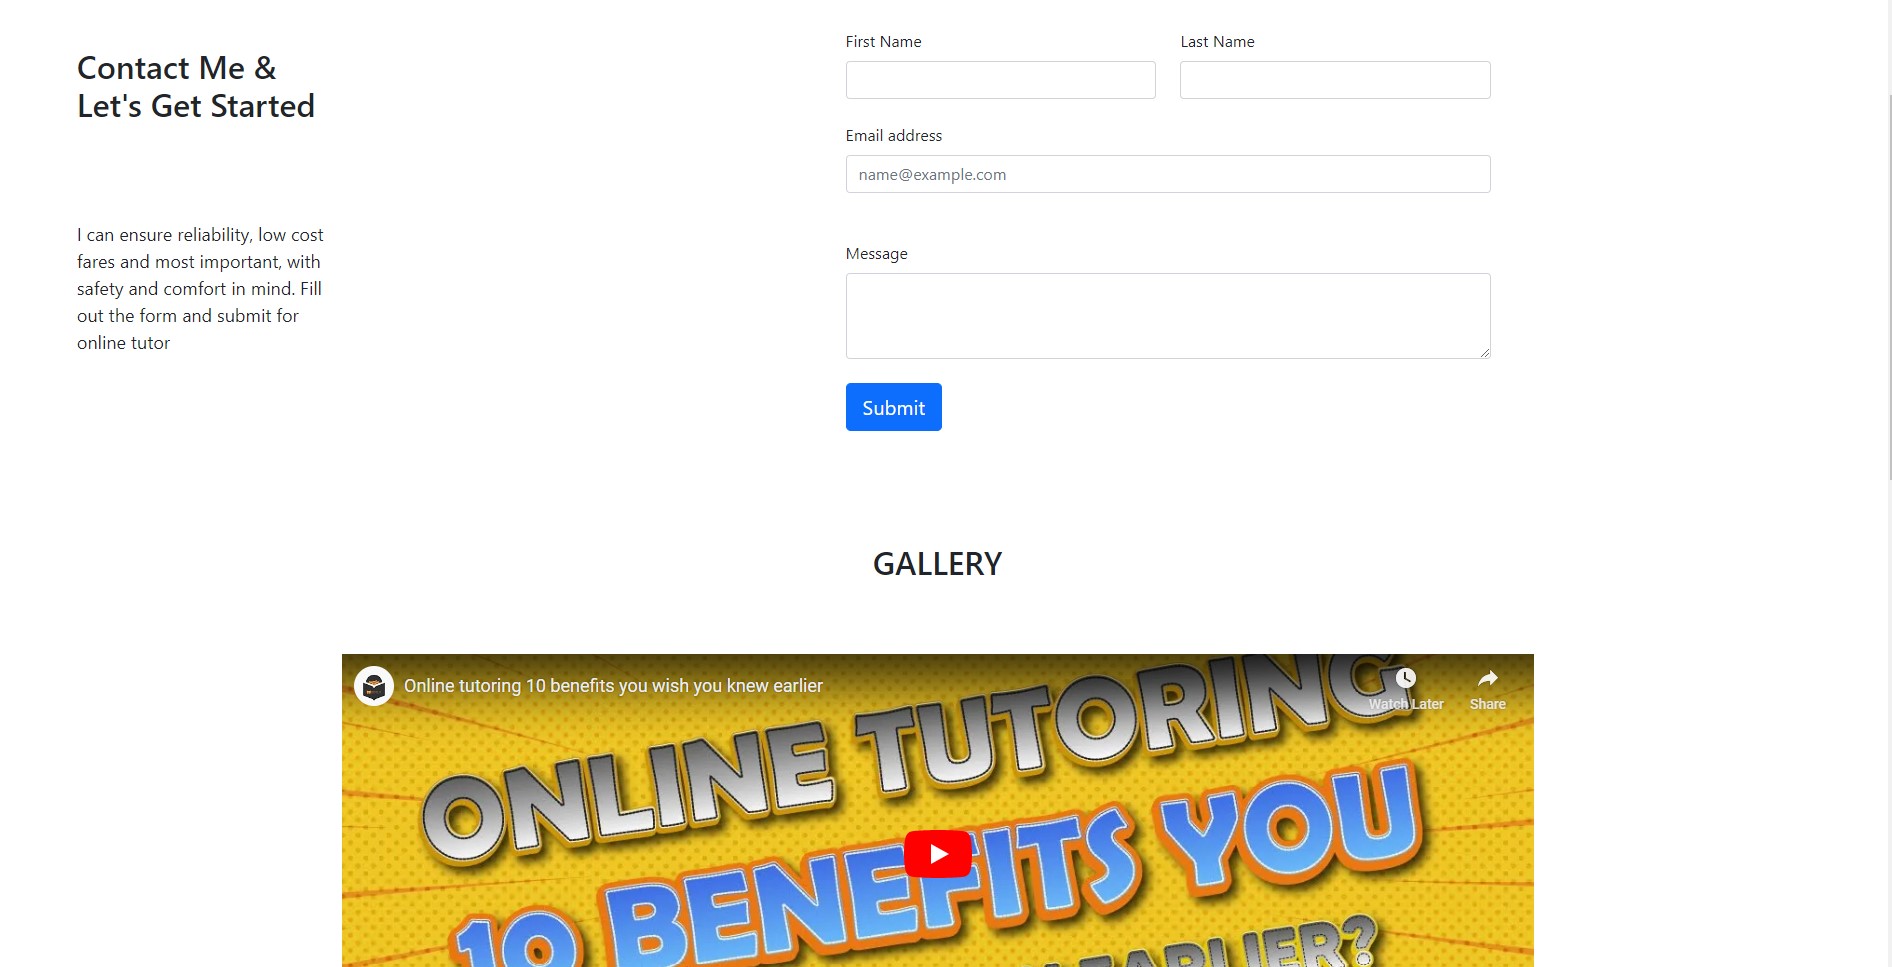 Contact Me &
Let's Get Started
I can ensure reliability, low cost
fares and most important, with
safety and comfort in mind. Fill
out the form and submit for
online tutor
First Name
Last Name
Email address
name@example.com
Message
Submit
GALLERY
Online tutoring 10 benefits you wish you knew earlier
Watch Later
Share
ONLINE TUTORING
10 BENEFITS YOU
EARLIER?